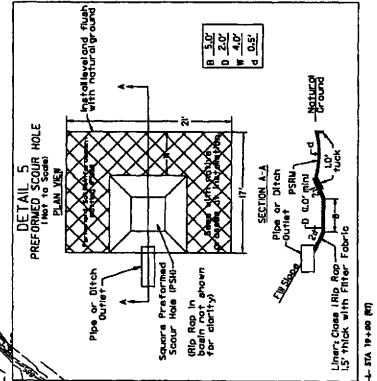 DETAIL 5
PREFORMED SCOUR HOLE
(Not to Scale)
PLAN VIEW
Install level and flush
with natural ground
A
A
21'
17'
W
Pipe or Ditch
Outlet
Square Preformed
Scour Hole (PSH)
(Rip Rap in
basin not shown
for clarity)
B 5.0'
D 2.0'
W 4.0'
d 0.5'
SECTION A-A
Pipe or Ditch
Outlet
Fill Slope
D
PSRM
d
Natural
Ground
1.0'
tuck
B
Liner: Class I Rip Rap
1.5' thick with Filter Fabric
-L- STA 19+00 (RT)